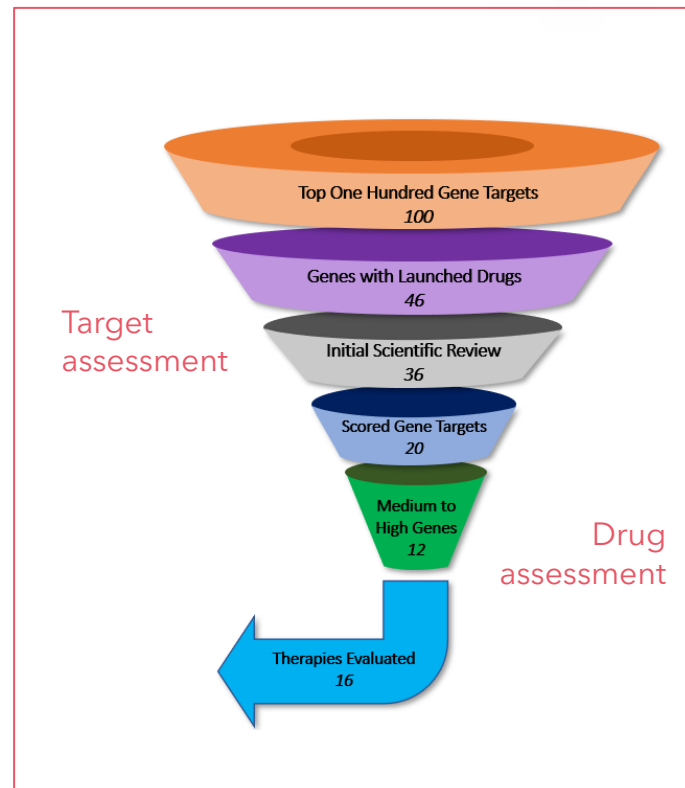 Top One Hundred Gene Targets
100
Genes with Launched Drugs
46
Target
assessment
Initial Scientific Review
36
Scored Gene Targets
20
Medium to
High Genes
12
Drug
assessment
Therapies Evaluated
16